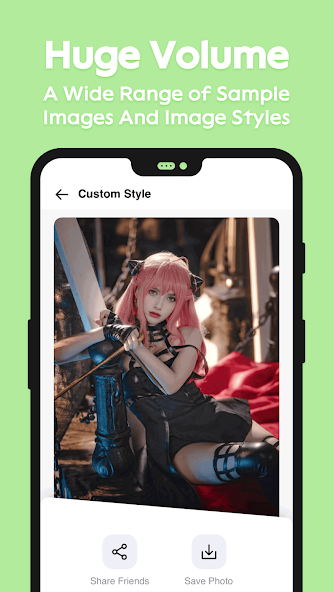 Huge Volume
A Wide Range of Sample
Images And Image Styles
Custom Style
Share Friends
Save Photo